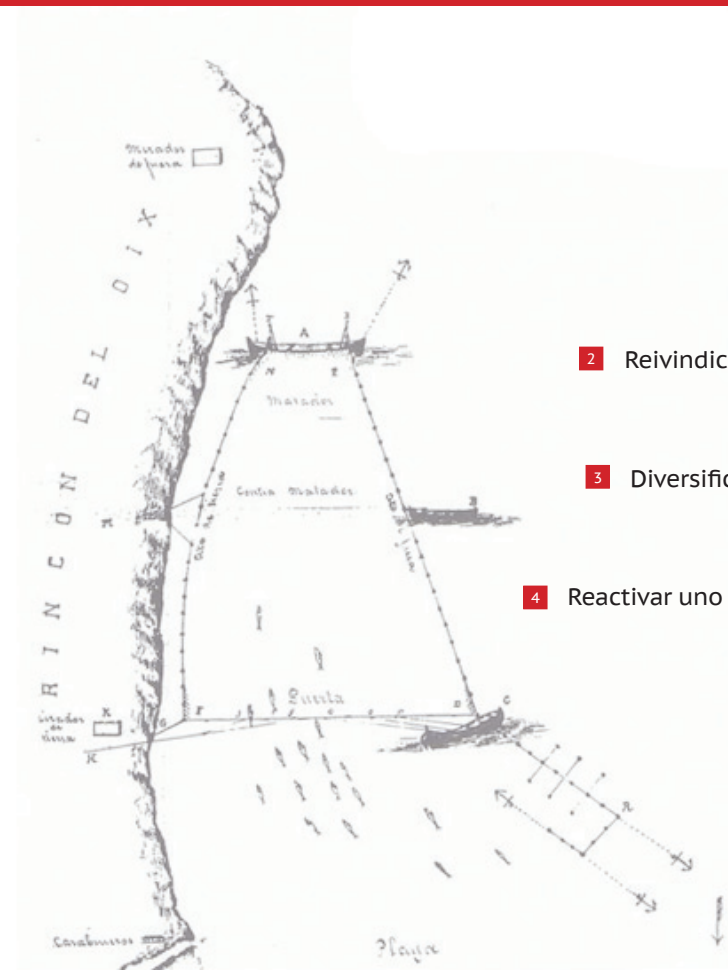 Mirador
de fuera
RINCÓN DEL OIX
A
Matador
Contra Matador
B
2 Reivindic
3 Diversific
4 Reactivar uno
Puerta
F
D
C
G
K
Mirador
de
tierra
H
R
Carabineros
Playa